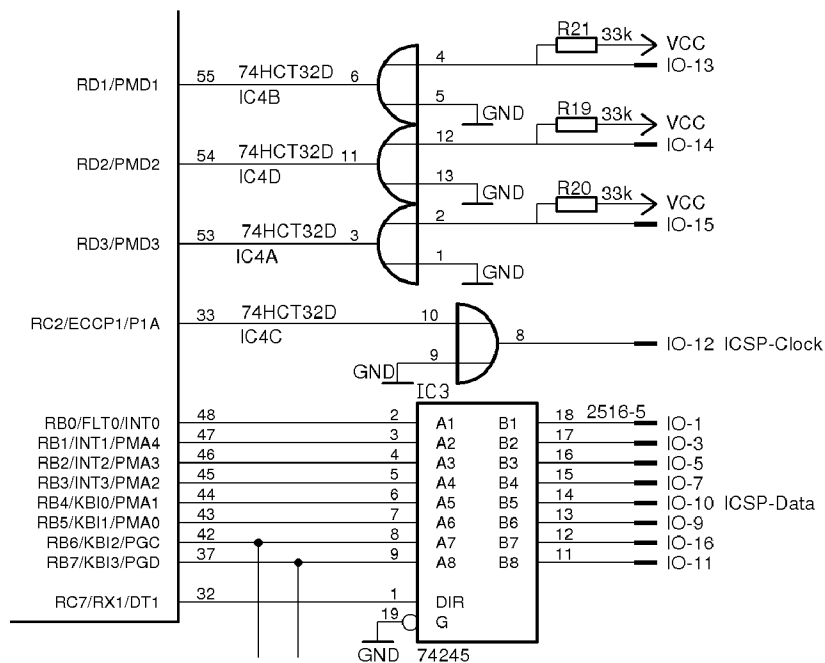 R21 33k VCC
4 IO-13
RD1/PMD1 55 74HCT32D 6
IC4B 5 GND
R19 33k VCC
12 IO-14
RD2/PMD2 54 74HCT32D 11
IC4D 13 GND
R20 33k VCC
2 IO-15
RD3/PMD3 53 74HCT32D 3
IC4A 1 GND
RC2/ECCP1/P1A 33 74HCT32D 10
IC4C 8 IO-12 ICSP-Clock
9
GND
IC3
RB0/FLT0/INT0 48 2 A1 B1 18 2516-5 IO-1
RB1/INT1/PMA4 47 3 A2 B2 17 IO-3
RB2/INT2/PMA3 46 4 A3 B3 16 IO-5
RB3/INT3/PMA2 45 5 A4 B4 15 IO-7
RB4/KBI0/PMA1 44 6 A5 B5 14 IO-10 ICSP-Data
RB5/KBI1/PMA0 43 7 A6 B6 13 IO-9
RB6/KBI2/PGC 42 8 A7 B7 12 IO-16
RB7/KBI3/PGD 37 9 A8 B8 11 IO-11
RC7/RX1/DT1 32 1 DIR
19 G
GND 74245